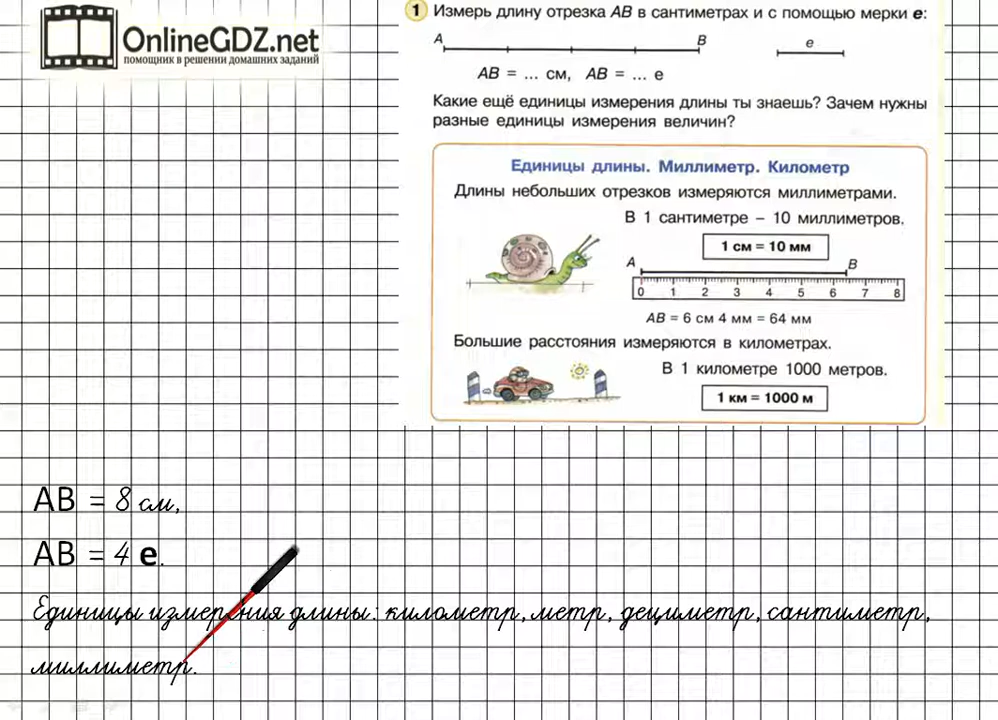 OnlineGDZ.net
помощник в решении домашних заданий
1 Измерь длину отрезка AB в сантиметрах и с помощью мерки e:
A B e
AB = ... см, AB = ... e
Какие ещё единицы измерения длины ты знаешь? Зачем нужны
разные единицы измерения величин?
Единицы длины. Миллиметр. Километр
Длины небольших отрезков измеряются миллиметрами.
В 1 сантиметре – 10 миллиметров.
1 см = 10 мм
A B
0 1 2 3 4 5 6 7 8
AB = 6 см 4 мм = 64 мм
Большие расстояния измеряются в километрах.
В 1 километре 1000 метров.
1 км = 1000 м
AB = 8 см,
AB = 4 e.
Единицы измерения длины: километр, метр, дециметр, сантиметр,
миллиметр.